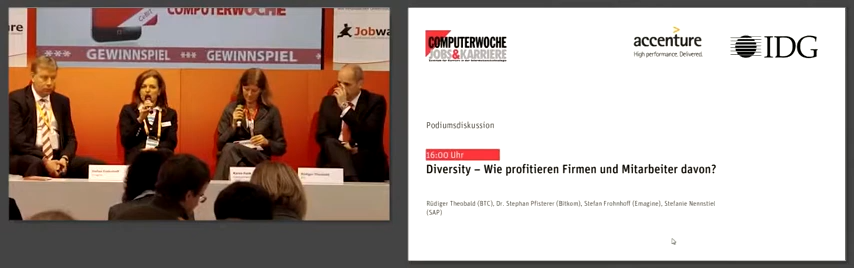 COMPUTERWOCHE
Jobwa
*** GEWINNSPIEL *** GEWINNSPIEL
COMPUTERWOCHE
JOBS&KARRIERE
accenture
High performance. Delivered.
IDG
Podiumsdiskussion
16:00 Uhr
Diversity – Wie profitieren Firmen und Mitarbeiter davon?
Rüdiger Theobald (BTC), Dr. Stephan Pfisterer (Bitkom), Stefan Frohnhoff (Emagine), Stefanie Nennstiel
(SAP)